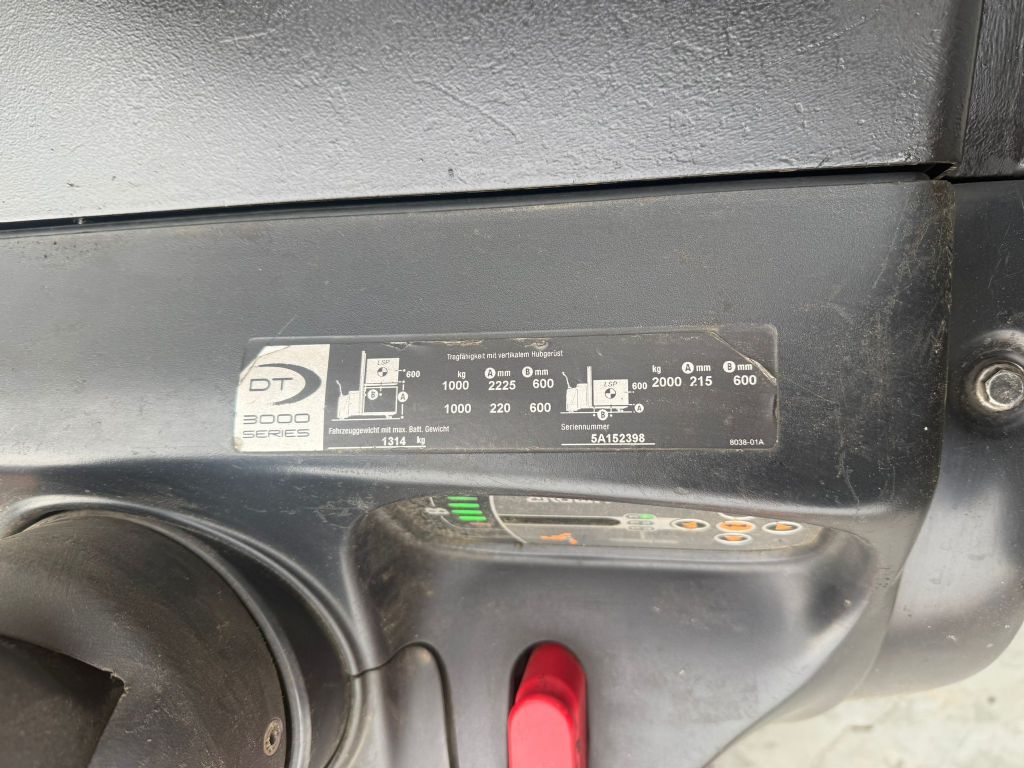 DT
3000
SERIES
Tragfähigkeit mit vertikalem Hubgerüst
LSP
600
B
A
kg A mm B mm
1000 2225 600
1000 220 600
LSP
600
B
A
kg A mm B mm
2000 215 600
Fahrzeuggewicht mit max. Batt. Gewicht
1314 kg
Seriennummer
5A152398
8038-01A